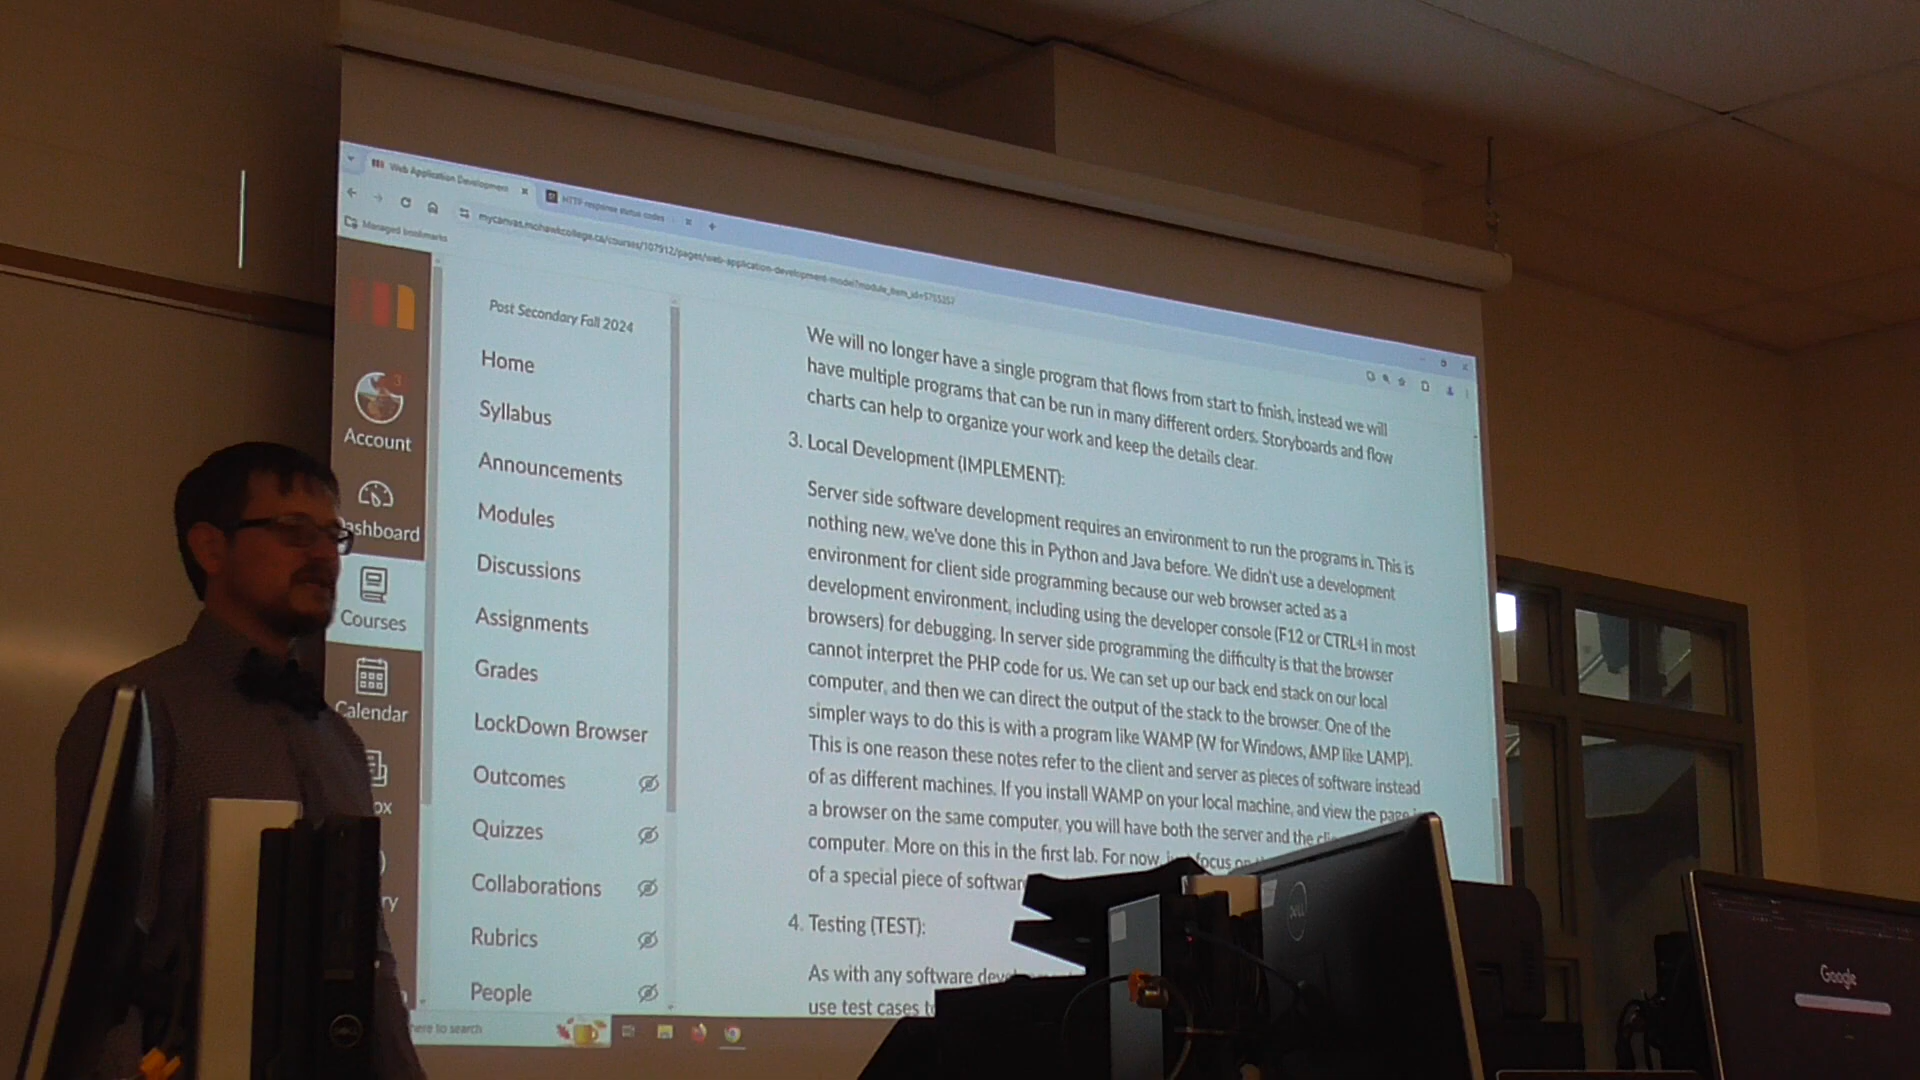 Web Application Development
HTTP response status codes
mycanvas.mohawkcollege.ca/courses/107912/pages/web-application-development-model?module_item_id=5755357
Managed bookmarks
Account
3
Dashboard
Courses
Calendar
Post Secondary Fall 2024
Home
Syllabus
Announcements
Modules
Discussions
Assignments
Grades
LockDown Browser
Outcomes
Quizzes
Collaborations
Rubrics
People
We will no longer have a single program that flows from start to finish, instead we will
have multiple programs that can be run in many different orders. Storyboards and flow
charts can help to organize your work and keep the details clear.
3. Local Development (IMPLEMENT):
Server side software development requires an environment to run the programs in. This is
nothing new, we've done this in Python and Java before. We didn't use a development
environment for client side programming because our web browser acted as a
development environment, including using the developer console (F12 or CTRL+I in most
browsers) for debugging. In server side programming the difficulty is that the browser
cannot interpret the PHP code for us. We can set up our back end stack on our local
computer, and then we can direct the output of the stack to the browser. One of the
simpler ways to do this is with a program like WAMP (W for Windows, AMP like LAMP).
This is one reason these notes refer to the client and server as pieces of software instead
of as different machines. If you install WAMP on your local machine, and view the page
a browser on the same computer, you will have both the server and the
computer. More on this in the first lab. For now, just focus on
of a special piece of software
4. Testing (TEST):
As with any software
use test cases
here to search
DELL
DELL
Google